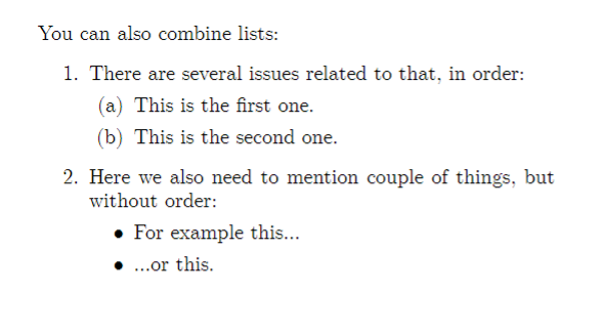 You can also combine lists:
1. There are several issues related to that, in order:
(a) This is the first one.
(b) This is the second one.
2. Here we also need to mention couple of things, but
without order:
• For example this...
• ...or this.